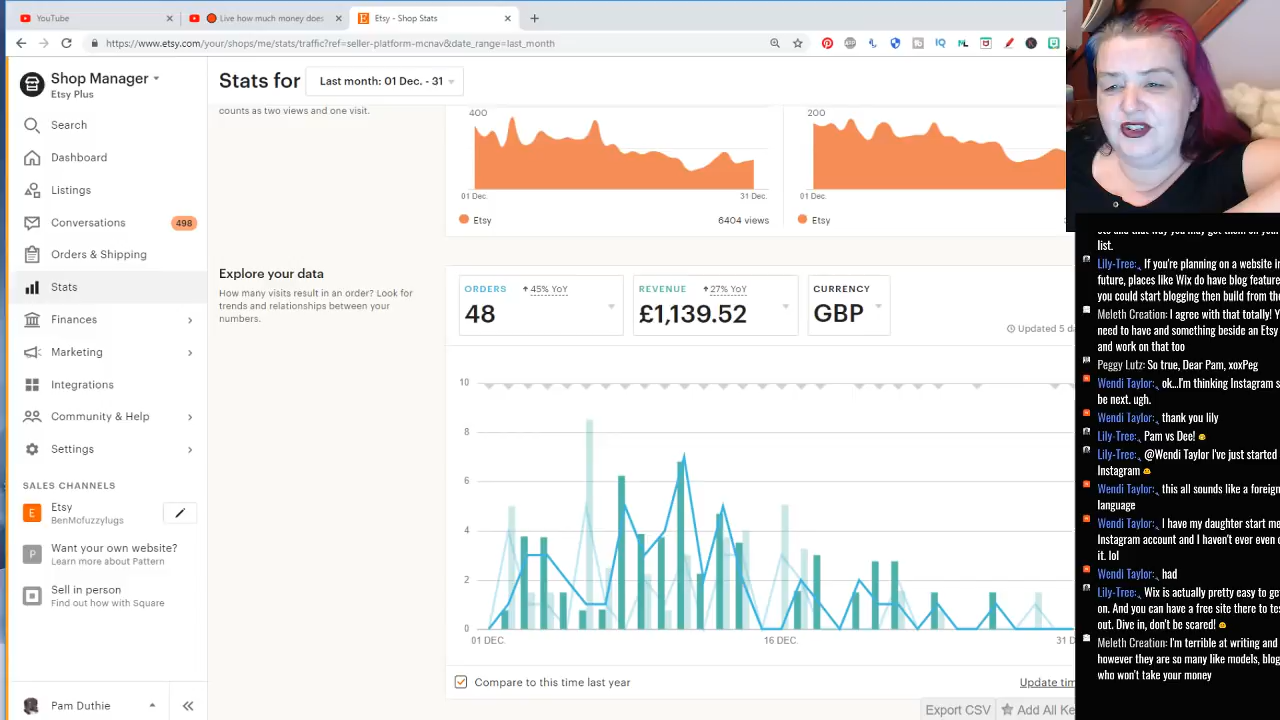 YouTube
Live how much money does
Etsy - Shop Stats
https://www.etsy.com/your/shops/me/stats/traffic?ref=seller-platform-mcnav&date_range=last_month
Shop Manager
Etsy Plus
Search
Dashboard
Listings
Conversations 498
Orders & Shipping
Stats
Finances
Marketing
Integrations
Community & Help
Settings
SALES CHANNELS
Etsy
BenMofuzzylugs
Want your own website?
Learn more about Pattern
Sell in person
Find out how with Square
Pam Duthie
Stats for
Last month: 01 Dec. - 31
counts as two views and one visit.
400
01 Dec. 31 Dec.
Etsy 6404 views
200
01 Dec.
Etsy
Explore your data
How many visits result in an order? Look for
trends and relationships between your
numbers.
ORDERS 45% YoY
48
REVENUE 27% YoY
£1,139.52
CURRENCY
GBP
Updated 5 d
10
8
6
4
2
0
01 DEC. 16 DEC. 31 D
Compare to this time last year
Update tim
Export CSV
Add All Ke
list.
Lily-Tree: If you're planning on a website in
future, places like Wix do have blog feature
you could start blogging then build from the
Meleth Creation: I agree with that totally! Y
need to have and something beside an Etsy
and work on that too
Peggy Lutz: So true, Dear Pam, xoxPeg
Wendi Taylor: ok...I'm thinking Instagram s
be next. ugh.
Wendi Taylor: thank you lily
Lily-Tree: Pam vs Dee!
Lily-Tree: @Wendi Taylor I've just started
Instagram
Wendi Taylor: this all sounds like a foreign
language
Wendi Taylor: I have my daughter start me
Instagram account and I haven't ever even o
it. lol
Wendi Taylor: had
Lily-Tree: Wix is actually pretty easy to ge
on. And you can have a free site there to te
out. Dive in, don't be scared!
Meleth Creation: I'm terrible at writing and
however they are so many like models, blog
who won't take your money